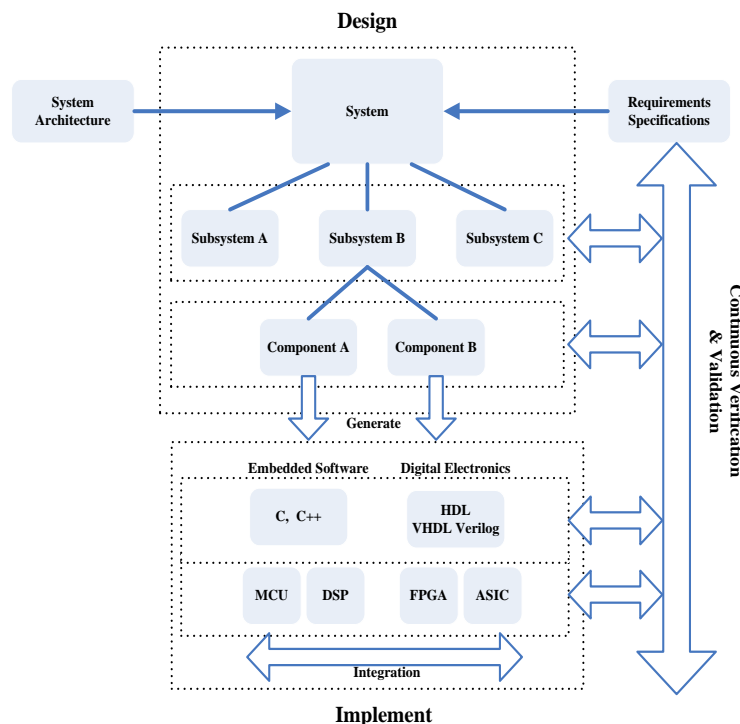 Design
System
Architecture
System
Requirements
Specifications
Subsystem A
Subsystem B
Subsystem C
Component A
Component B
Continuous Verification
& Validation
Generate
Embedded Software
Digital Electronics
C, C++
HDL
VHDL Verilog
MCU
DSP
FPGA
ASIC
Integration
Implement